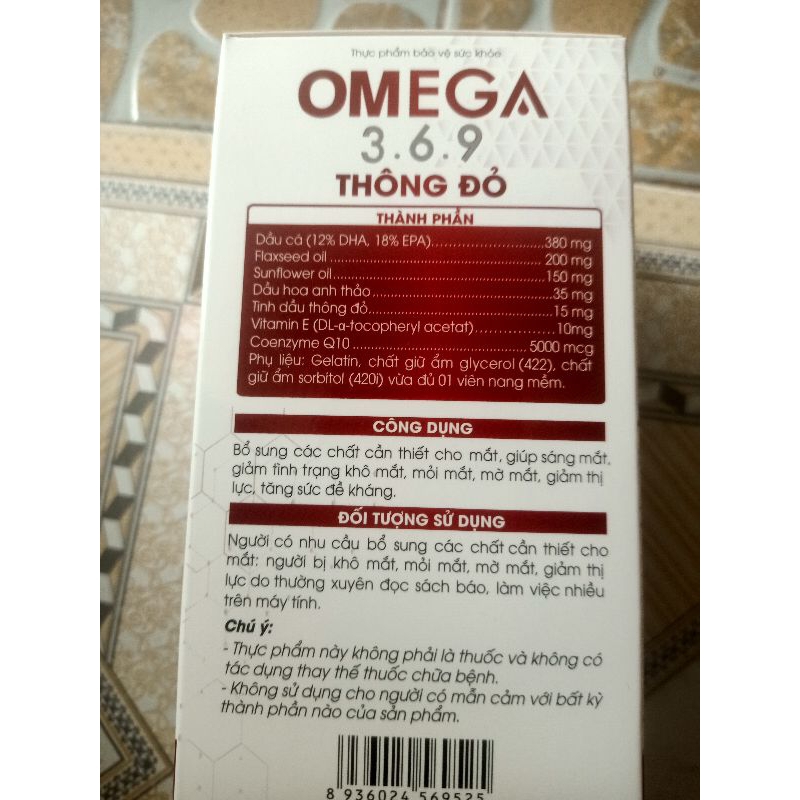 Thực phẩm bảo vệ sức khỏe
OMEGA
3.6.9
THÔNG ĐỎ
THÀNH PHẦN
Dầu cá (12% DHA, 18% EPA)...........................380 mg
Flaxseed oil.....................................................200 mg
Sunflower oil....................................................150 mg
Dầu hoa anh thảo............................................35 mg
Tinh dầu thông đỏ............................................15 mg
Vitamin E (DL-α-tocopheryl acetat)................10mg
Coenzyme Q10.........................................5000 mcg
Phụ liệu: Gelatin, chất giữ ẩm glycerol (422), chất
giữ ẩm sorbitol (420i) vừa đủ 01 viên nang mềm.
CÔNG DỤNG
Bổ sung các chất cần thiết cho mắt, giúp sáng mắt,
giảm tình trạng khô mắt, mỏi mắt, mờ mắt, giảm thị
lực, tăng sức đề kháng.
ĐỐI TƯỢNG SỬ DỤNG
Người có nhu cầu bổ sung các chất cần thiết cho
mắt: người bị khô mắt, mỏi mắt, mờ mắt, giảm thị
lực do thường xuyên đọc sách báo, làm việc nhiều
trên máy tính.
Chú ý:
- Thực phẩm này không phải là thuốc và không có
tác dụng thay thế thuốc chữa bệnh.
- Không sử dụng cho người có mẫn cảm với bất kỳ
thành phần nào của sản phẩm.
8 936024 569525